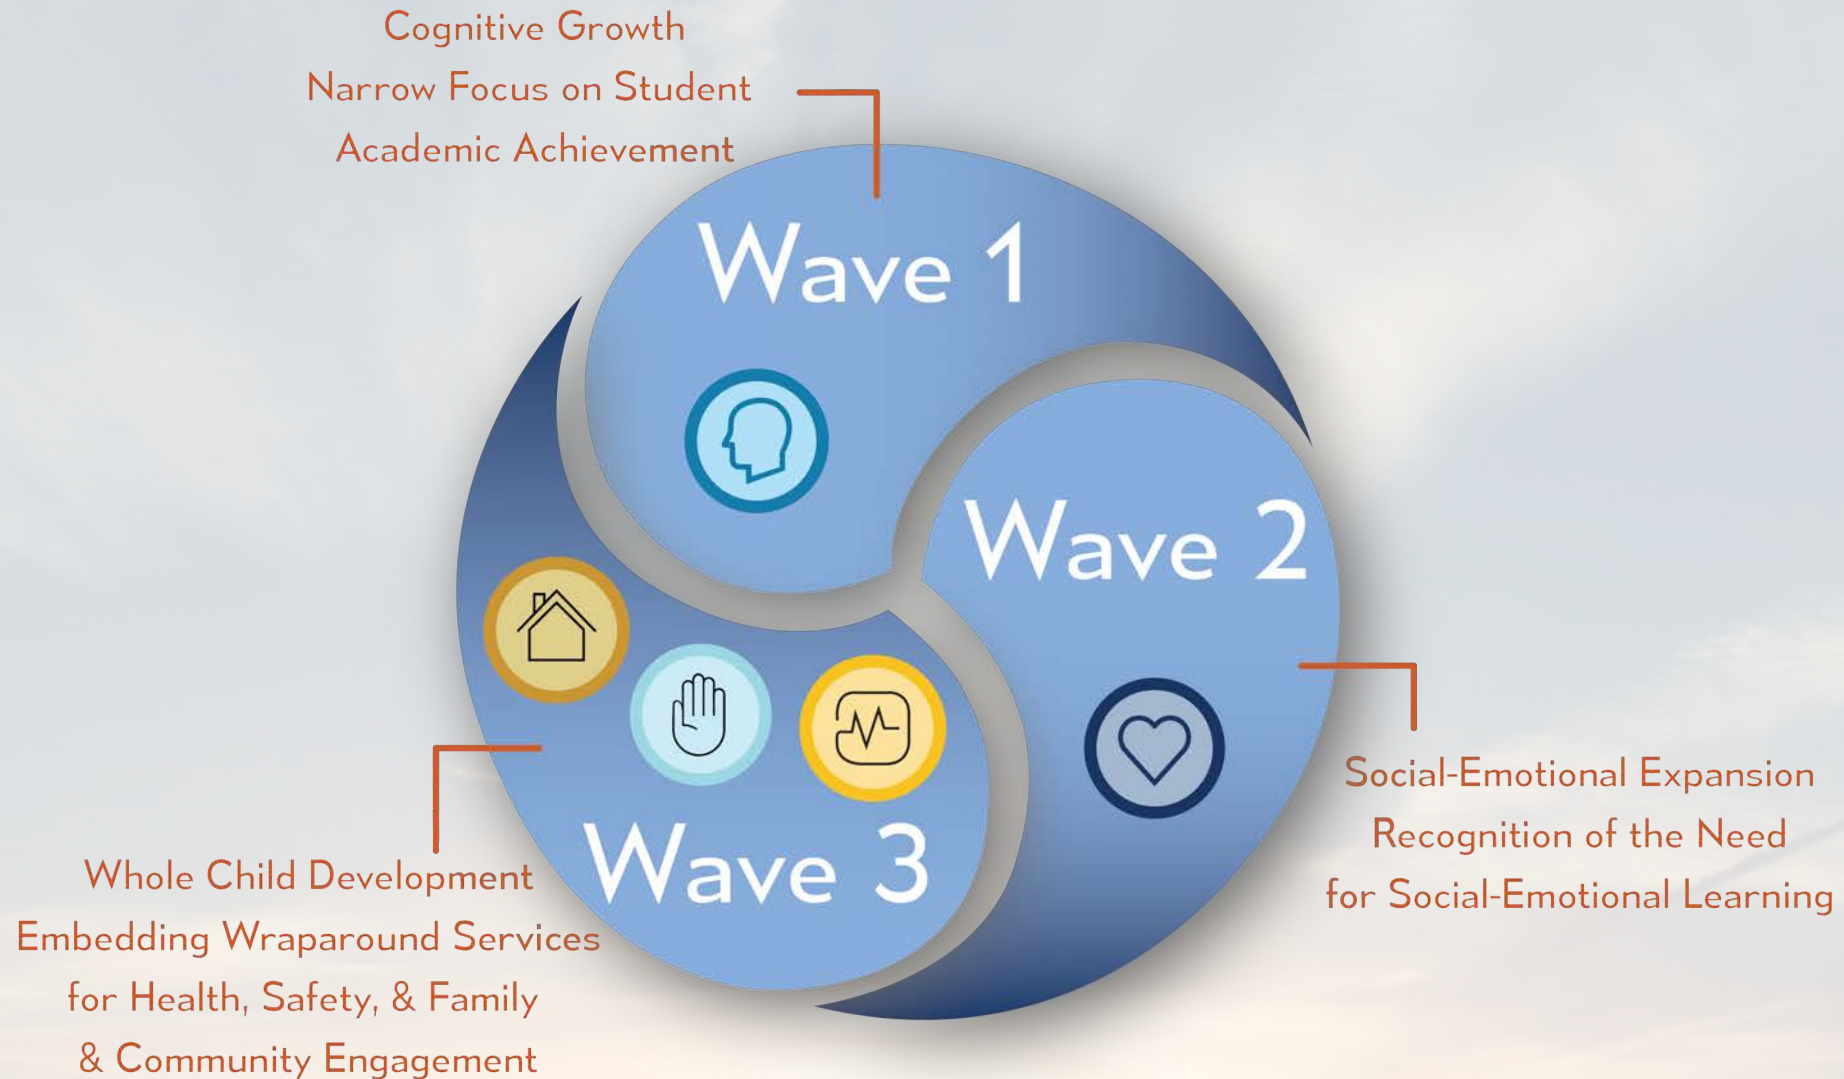 Cognitive Growth
Narrow Focus on Student
Academic Achievement
Wave 1
Wave 2
Social-Emotional Expansion
Recognition of the Need
for Social-Emotional Learning
Wave 3
Whole Child Development
Embedding Wraparound Services
for Health, Safety, & Family
& Community Engagement